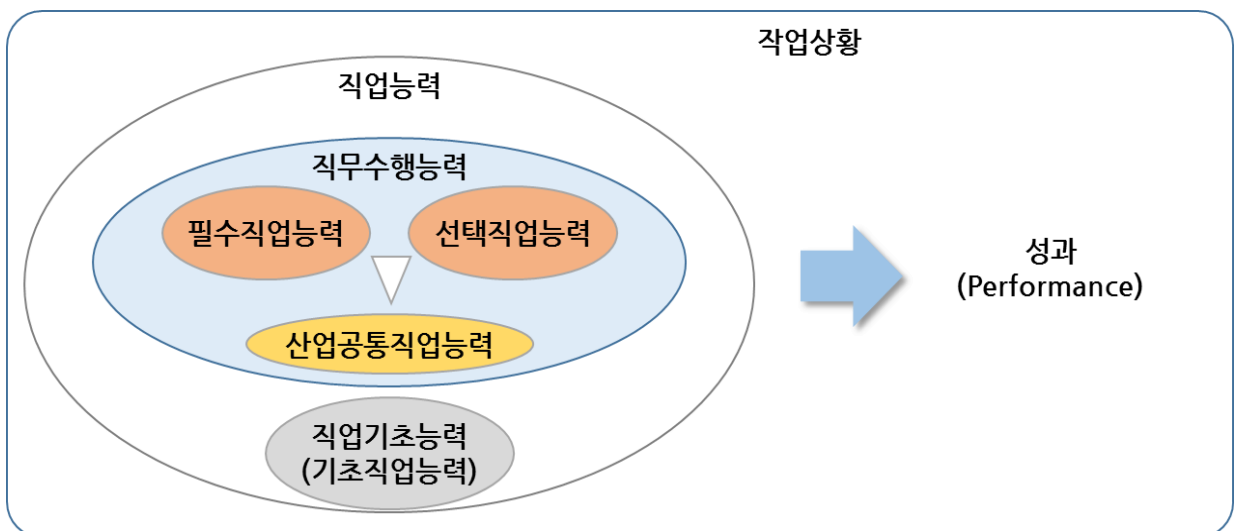 작업상황
직업능력
직무수행능력
필수직업능력
선택직업능력
산업공통직업능력
직업기초능력
(기초직업능력)
성과
(Performance)